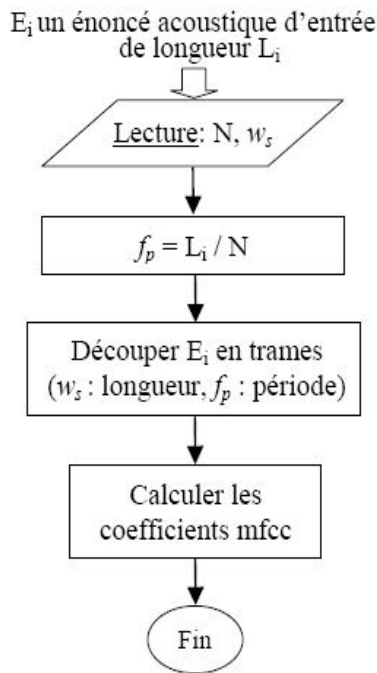 Eᵢ un énoncé acoustique d’entrée
de longueur Lᵢ
Lecture: N, wₛ
fₚ = Lᵢ / N
Découper Eᵢ en trames
(wₛ : longueur, fₚ : période)
Calculer les
coefficients mfcc
Fin